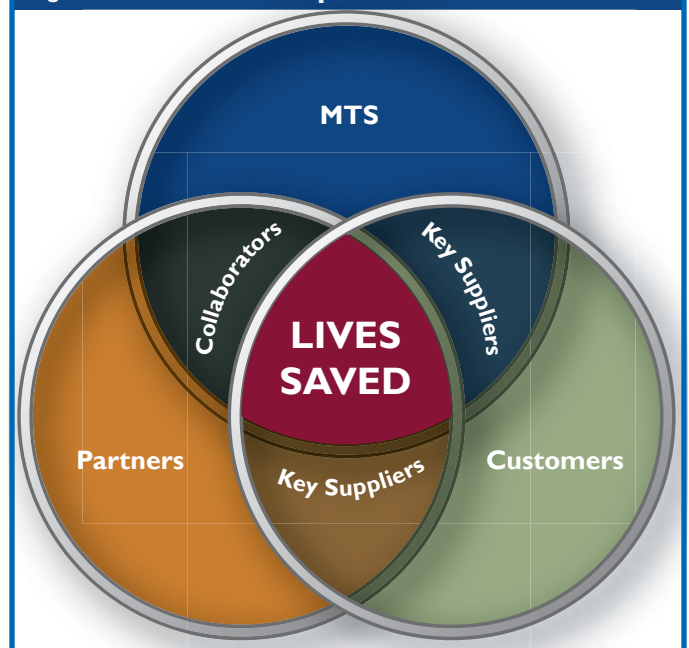 MTS
Collaborators
Key Suppliers
LIVES
SAVED
Partners
Key Suppliers
Customers